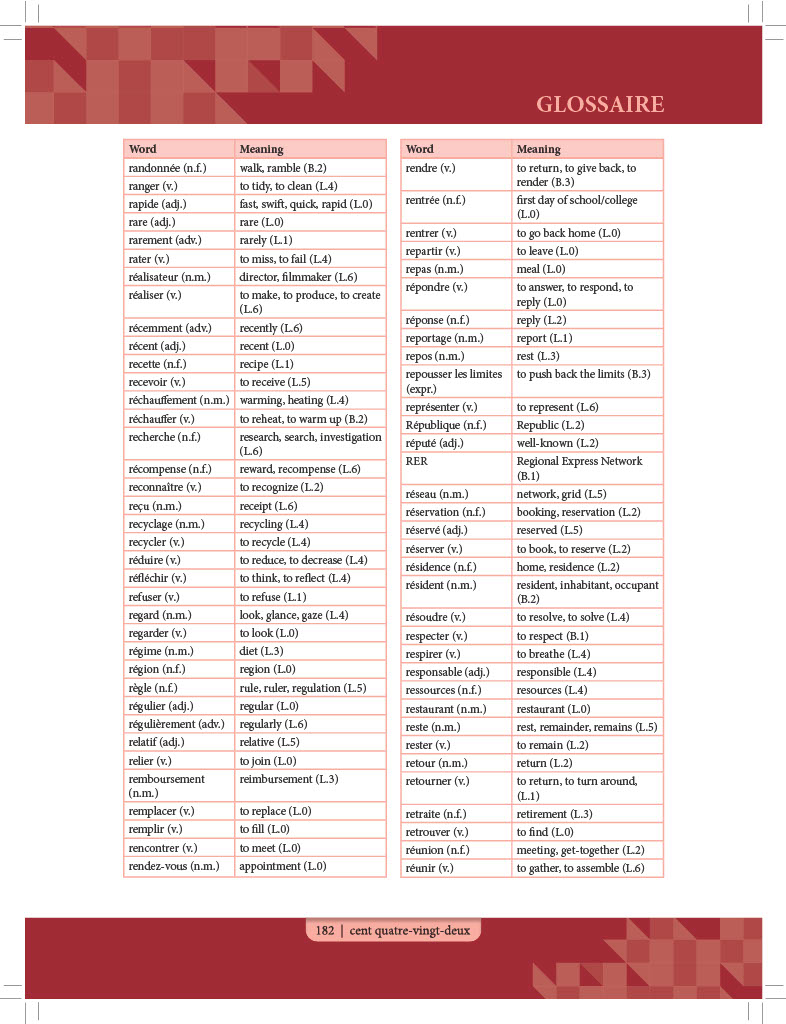 GLOSSAIRE
Word Meaning
randonnée (n.f.) walk, ramble (B.2)
ranger (v.) to tidy, to clean (L.4)
rapide (adj.) fast, swift, quick, rapid (L.0)
rare (adj.) rare (L.0)
rarement (adv.) rarely (L.1)
rater (v.) to miss, to fail (L.4)
réalisateur (n.m.) director, filmmaker (L.6)
réaliser (v.) to make, to produce, to create
(L.6)
récemment (adv.) recently (L.6)
récent (adj.) recent (L.0)
recette (n.f.) recipe (L.1)
recevoir (v.) to receive (L.5)
réchauffement (n.m.) warming, heating (L.4)
réchauffer (v.) to reheat, to warm up (B.2)
recherche (n.f.) research, search, investigation
(L.6)
récompense (n.f.) reward, recompense (L.6)
reconnaître (v.) to recognize (L.2)
reçu (n.m.) receipt (L.6)
recyclage (n.m.) recycling (L.4)
recycler (v.) to recycle (L.4)
réduire (v.) to reduce, to decrease (L.4)
réfléchir (v.) to think, to reflect (L.4)
refuser (v.) to refuse (L.1)
regard (n.m.) look, glance, gaze (L.4)
regarder (v.) to look (L.0)
régime (n.m.) diet (L.3)
région (n.f.) region (L.0)
règle (n.f.) rule, ruler, regulation (L.5)
régulier (adj.) regular (L.0)
régulièrement (adv.) regularly (L.6)
relatif (adj.) relative (L.5)
relier (v.) to join (L.0)
remboursement reimbursement (L.3)
(n.m.)
remplacer (v.) to replace (L.0)
remplir (v.) to fill (L.0)
rencontrer (v.) to meet (L.0)
rendez-vous (n.m.) appointment (L.0)
Word Meaning
rendre (v.) to return, to give back, to
render (B.3)
rentrée (n.f.) first day of school/college
(L.0)
rentrer (v.) to go back home (L.0)
repartir (v.) to leave (L.0)
repas (n.m.) meal (L.0)
répondre (v.) to answer, to respond, to
reply (L.0)
réponse (n.f.) reply (L.2)
reportage (n.m.) report (L.1)
repos (n.m.) rest (L.3)
repousser les limites to push back the limits (B.3)
(expr.)
représenter (v.) to represent (L.6)
République (n.f.) Republic (L.2)
réputé (adj.) well-known (L.2)
RER Regional Express Network
(B.1)
réseau (n.m.) network, grid (L.5)
réservation (n.f.) booking, reservation (L.2)
réservé (adj.) reserved (L.5)
réserver (v.) to book, to reserve (L.2)
résidence (n.f.) home, residence (L.2)
résident (n.m.) resident, inhabitant, occupant
(B.2)
résoudre (v.) to resolve, to solve (L.4)
respecter (v.) to respect (B.1)
respirer (v.) to breathe (L.4)
responsable (adj.) responsible (L.4)
ressources (n.f.) resources (L.4)
restaurant (n.m.) restaurant (L.0)
reste (n.m.) rest, remainder, remains (L.5)
rester (v.) to remain (L.2)
retour (n.m.) return (L.2)
retourner (v.) to return, to turn around,
(L.1)
retraite (n.f.) retirement (L.3)
retrouver (v.) to find (L.0)
réunion (n.f.) meeting, get-together (L.2)
réunir (v.) to gather, to assemble (L.6)
182 | cent quatre-vingt-deux